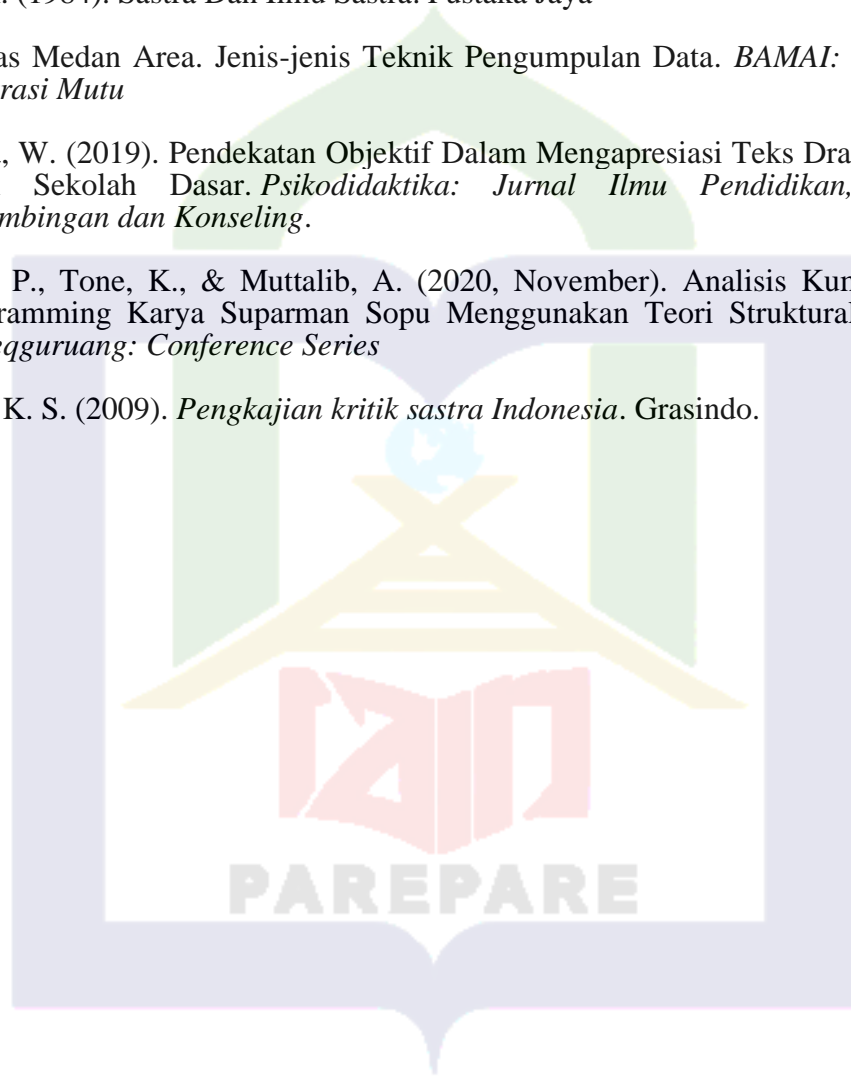 (1984). Sastra Dan Ilmu Sastra. Pustaka Jaya
as Medan Area. Jenis-jenis Teknik Pengumpulan Data. BAMAI:
rasi Mutu
, W. (2019). Pendekatan Objektif Dalam Mengapresiasi Teks Dra
Sekolah Dasar. Psikodidaktika: Jurnal Ilmu Pendidikan,
mbingan dan Konseling.
P., Tone, K., & Muttalib, A. (2020, November). Analisis Kun
ramming Karya Suparman Sopu Menggunakan Teori Struktural
eqguruang: Conference Series
K. S. (2009). Pengkajian kritik sastra Indonesia. Grasindo.
iain
PAREPARE